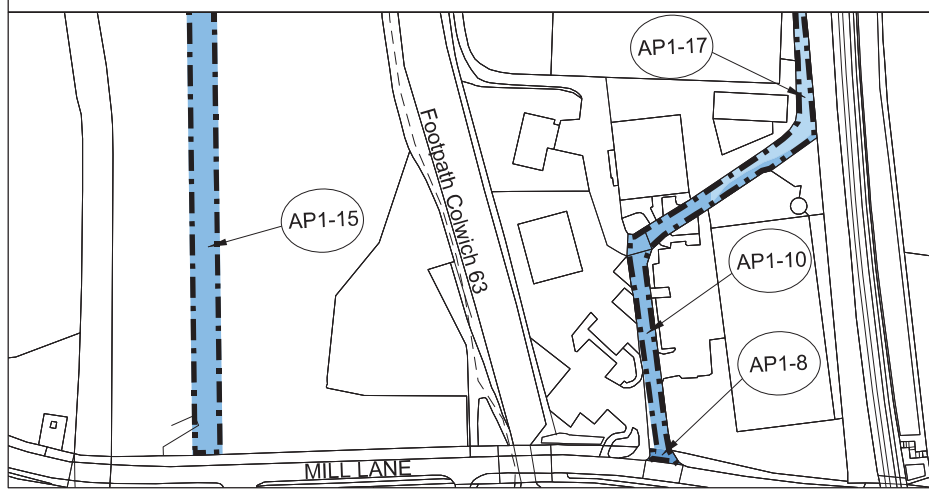 AP1-17
Footpath Colwich 63
AP1-15
AP1-10
AP1-8
MILL LANE